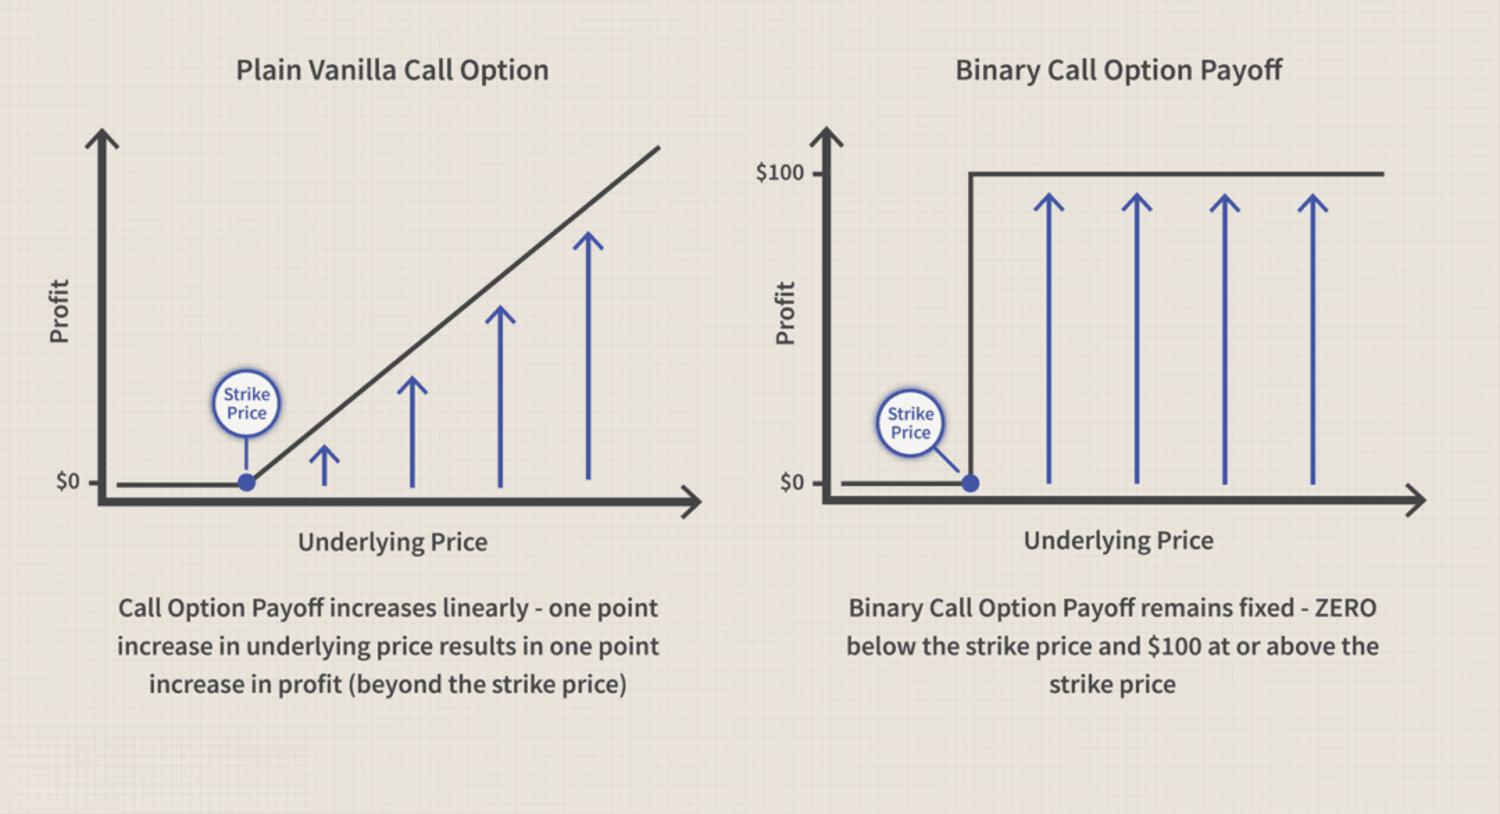 Plain Vanilla Call Option
Profit
Strike
Price
$0
Underlying Price
Call Option Payoff increases linearly - one point
increase in underlying price results in one point
increase in profit (beyond the strike price)
Binary Call Option Payoff
$100
Profit
Strike
Price
$0
Underlying Price
Binary Call Option Payoff remains fixed - ZERO
below the strike price and $100 at or above the
strike price